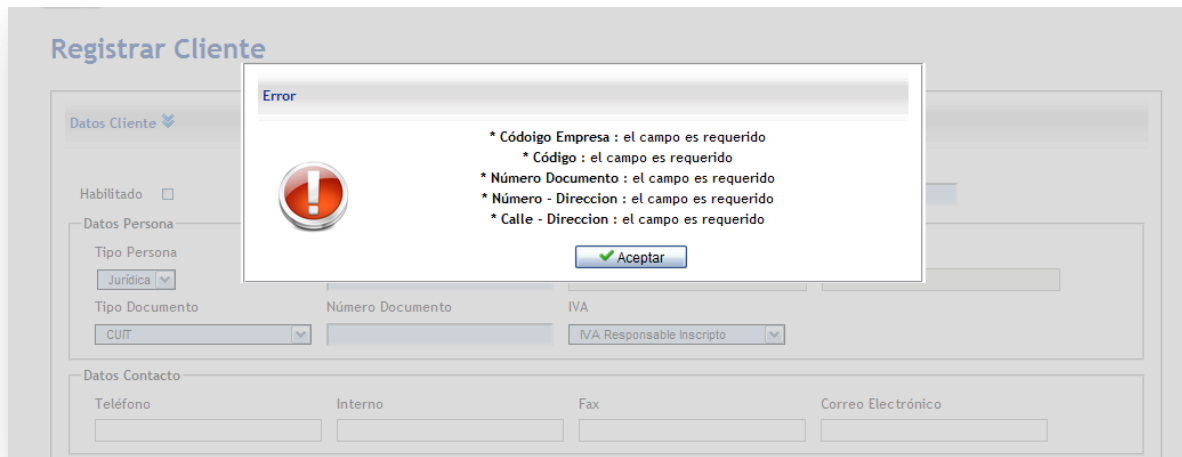 Registrar Cliente
Error
Datos Cliente
* Códoigo Empresa : el campo es requerido
* Código : el campo es requerido
* Número Documento : el campo es requerido
* Número - Direccion : el campo es requerido
* Calle - Direccion : el campo es requerido
Habilitado
Datos Persona
Aceptar
Tipo Persona
Jurídica
Tipo Documento Número Documento IVA
CUIT IVA Responsable Inscripto
Datos Contacto
Teléfono Interno Fax Correo Electrónico